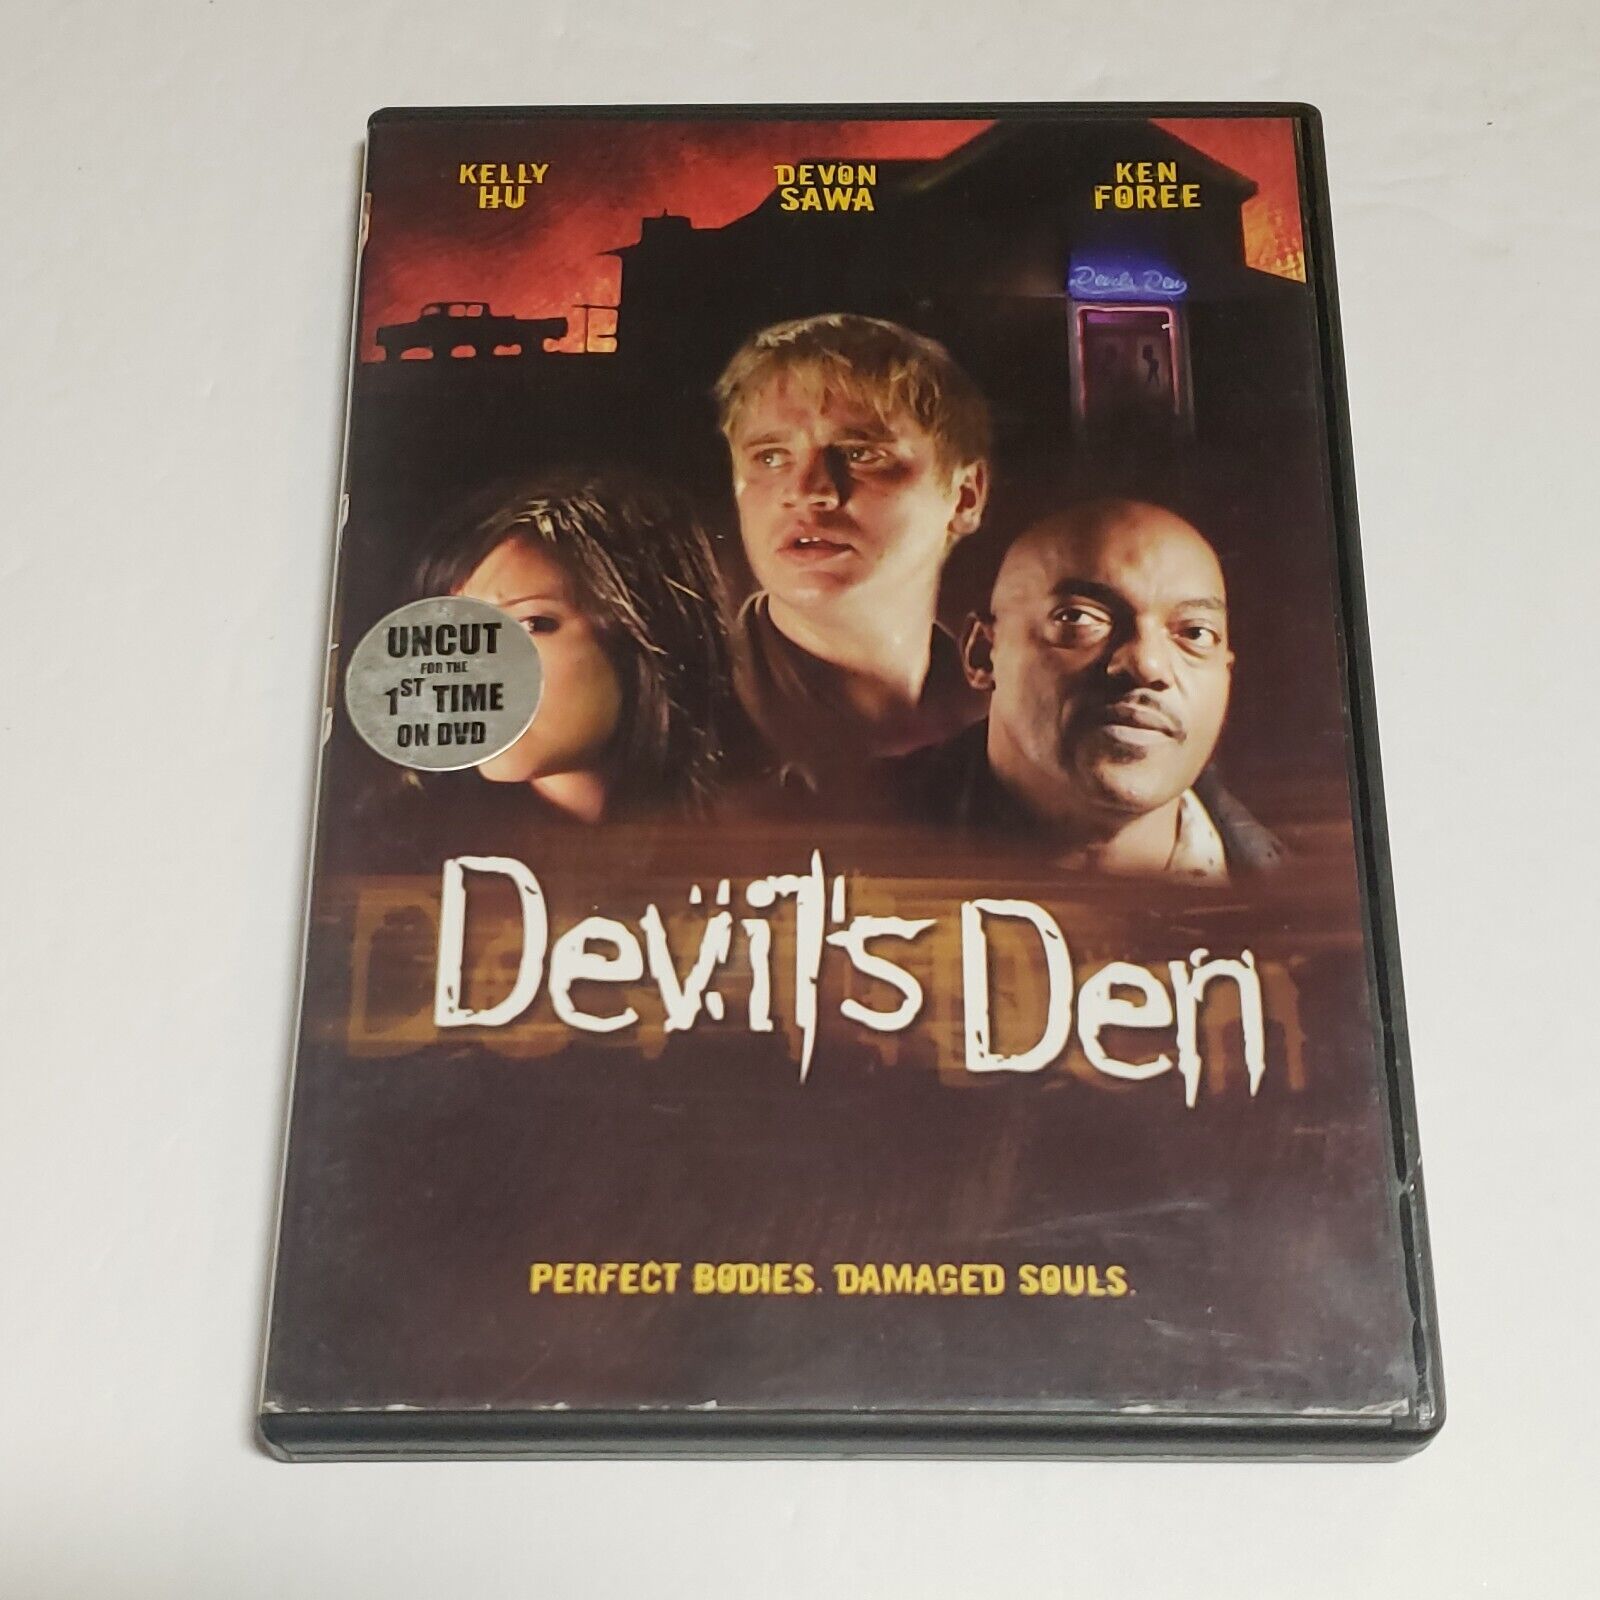 KELLY
HU
DEVON
SAWA
KEN
FOREE
Devils Den
UNCUT
FOR THE
1ST TIME
ON DVD
Devil's Den
PERFECT BODIES. DAMAGED SOULS.